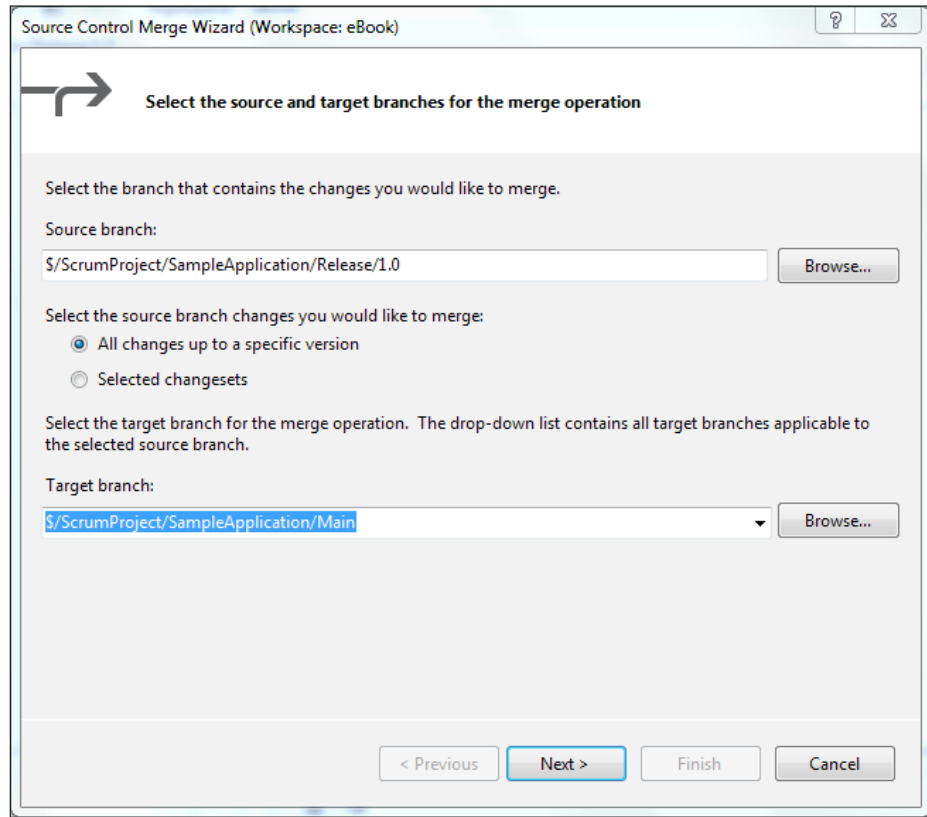 Source Control Merge Wizard (Workspace: eBook)
Select the source and target branches for the merge operation
Select the branch that contains the changes you would like to merge.
Source branch:
$/ScrumProject/SampleApplication/Release/1.0
Browse...
Select the source branch changes you would like to merge:
All changes up to a specific version
Selected changesets
Select the target branch for the merge operation.  The drop-down list contains all target branches applicable to
the selected source branch.
Target branch:
$/ScrumProject/SampleApplication/Main
Browse...
< Previous
Next >
Finish
Cancel